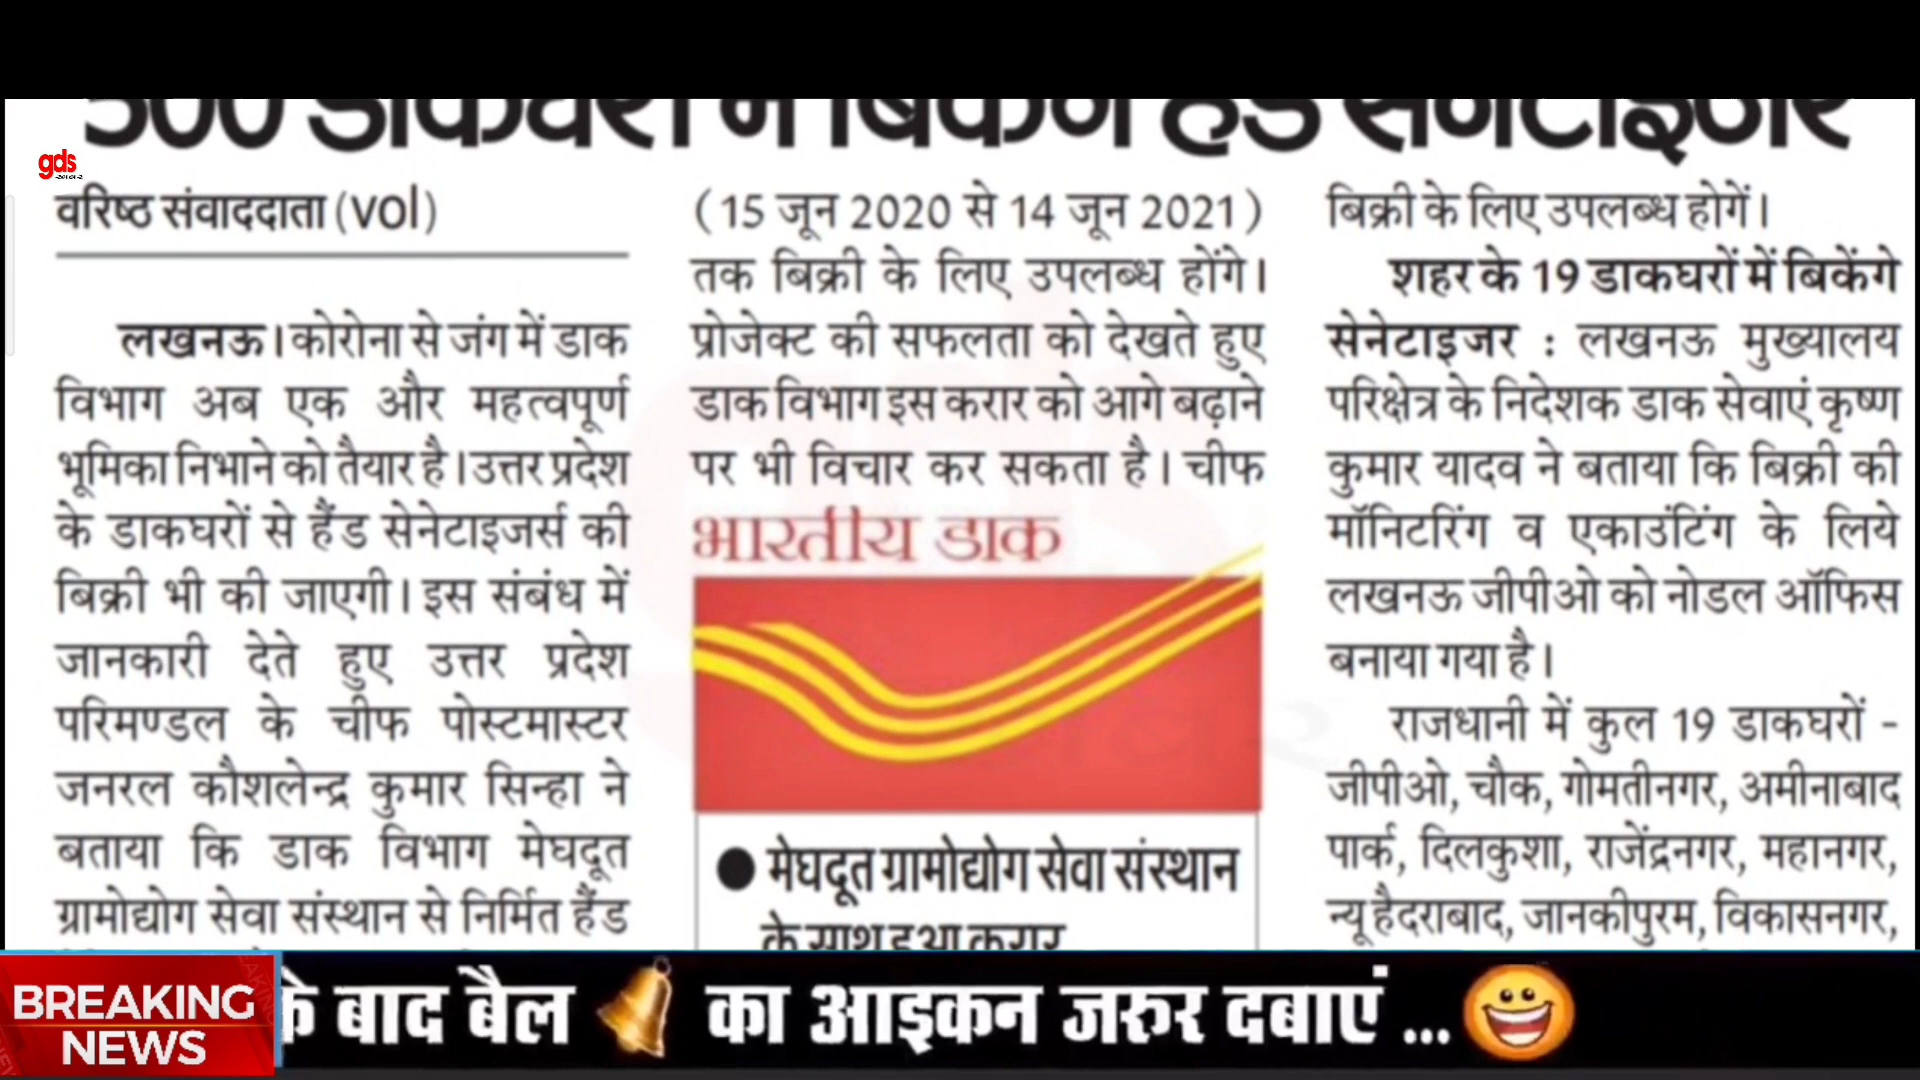 500 डाकघरों में बिकेंगे हैंड सेनेटाइजर
gds
वरिष्ठ संवाददाता (vol)
लखनऊ। कोरोना से जंग में डाक
विभाग अब एक और महत्वपूर्ण
भूमिका निभाने को तैयार है। उत्तर प्रदेश
के डाकघरों से हैंड सेनेटाइजर्स की
बिक्री भी की जाएगी। इस संबंध में
जानकारी देते हुए उत्तर प्रदेश
परिमण्डल के चीफ पोस्टमास्टर
जनरल कौशलेन्द्र कुमार सिन्हा ने
बताया कि डाक विभाग मेघदूत
ग्रामोद्योग सेवा संस्थान से निर्मित हैंड
(15 जून 2020 से 14 जून 2021)
तक बिक्री के लिए उपलब्ध होंगे।
प्रोजेक्ट की सफलता को देखते हुए
डाक विभाग इस करार को आगे बढ़ाने
पर भी विचार कर सकता है। चीफ
भारतीय डाक
● मेघदूत ग्रामोद्योग सेवा संस्थान
के साथ हुआ करार
बिक्री के लिए उपलब्ध होगें।
शहर के 19 डाकघरों में बिकेंगे
सेनेटाइजर : लखनऊ मुख्यालय
परिक्षेत्र के निदेशक डाक सेवाएं कृष्ण
कुमार यादव ने बताया कि बिक्री की
मॉनिटरिंग व एकाउंटिंग के लिये
लखनऊ जीपीओ को नोडल ऑफिस
बनाया गया है।
राजधानी में कुल 19 डाकघरों -
जीपीओ, चौक, गोमतीनगर, अमीनाबाद
पार्क, दिलकुशा, राजेंद्रनगर, महानगर,
न्यू हैदराबाद, जानकीपुरम, विकासनगर,
BREAKING
NEWS
के बाद बैल 🔔 का आइकन जरुर दबाएं ... 😀